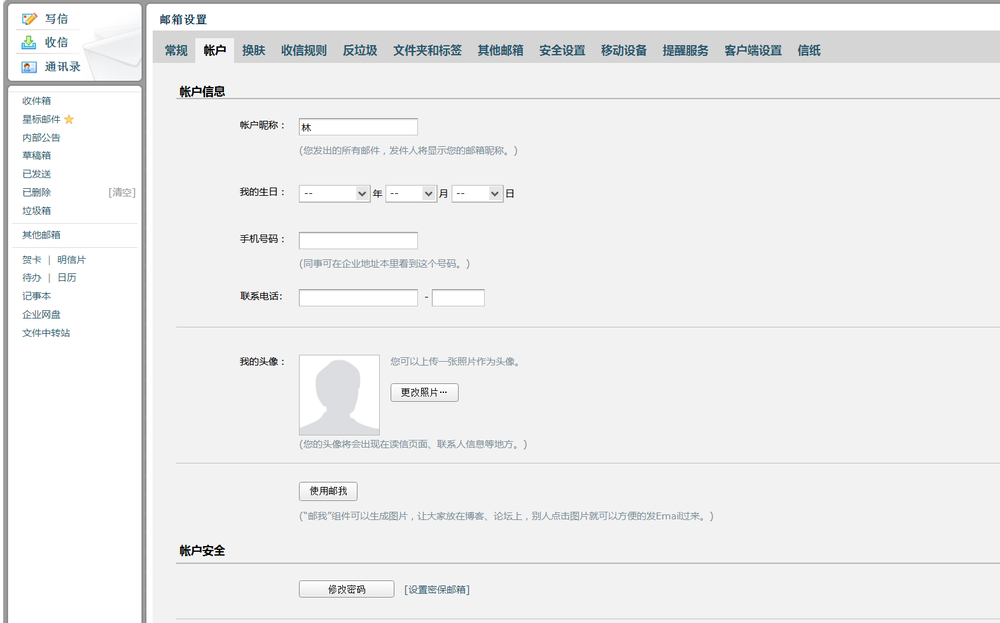 写信
收信
通讯录
收件箱
星标邮件
内部公告
草稿箱
已发送
已删除 [清空]
垃圾箱
其他邮箱
贺卡 | 明信片
待办 | 日历
记事本
企业网盘
文件中转站
邮箱设置
常规 帐户 换肤 收信规则 反垃圾 文件夹和标签 其他邮箱 安全设置 移动设备 提醒服务 客户端设置 信纸
帐户信息
帐户昵称： 林
(您发出的所有邮件，发件人将显示您的邮箱昵称。)
我的生日： -- 年 -- 月 -- 日
手机号码：
(同事可在企业地址本里看到这个号码。)
联系电话: -
我的头像： 您可以上传一张照片作为头像。
更改照片…
(您的头像将会出现在读信页面、联系人信息等地方。)
使用邮我
(“邮我”组件可以生成图片，让大家放在博客、论坛上，别人点击图片就可以方便的发Email过来。)
帐户安全
修改密码 [设置密保邮箱]